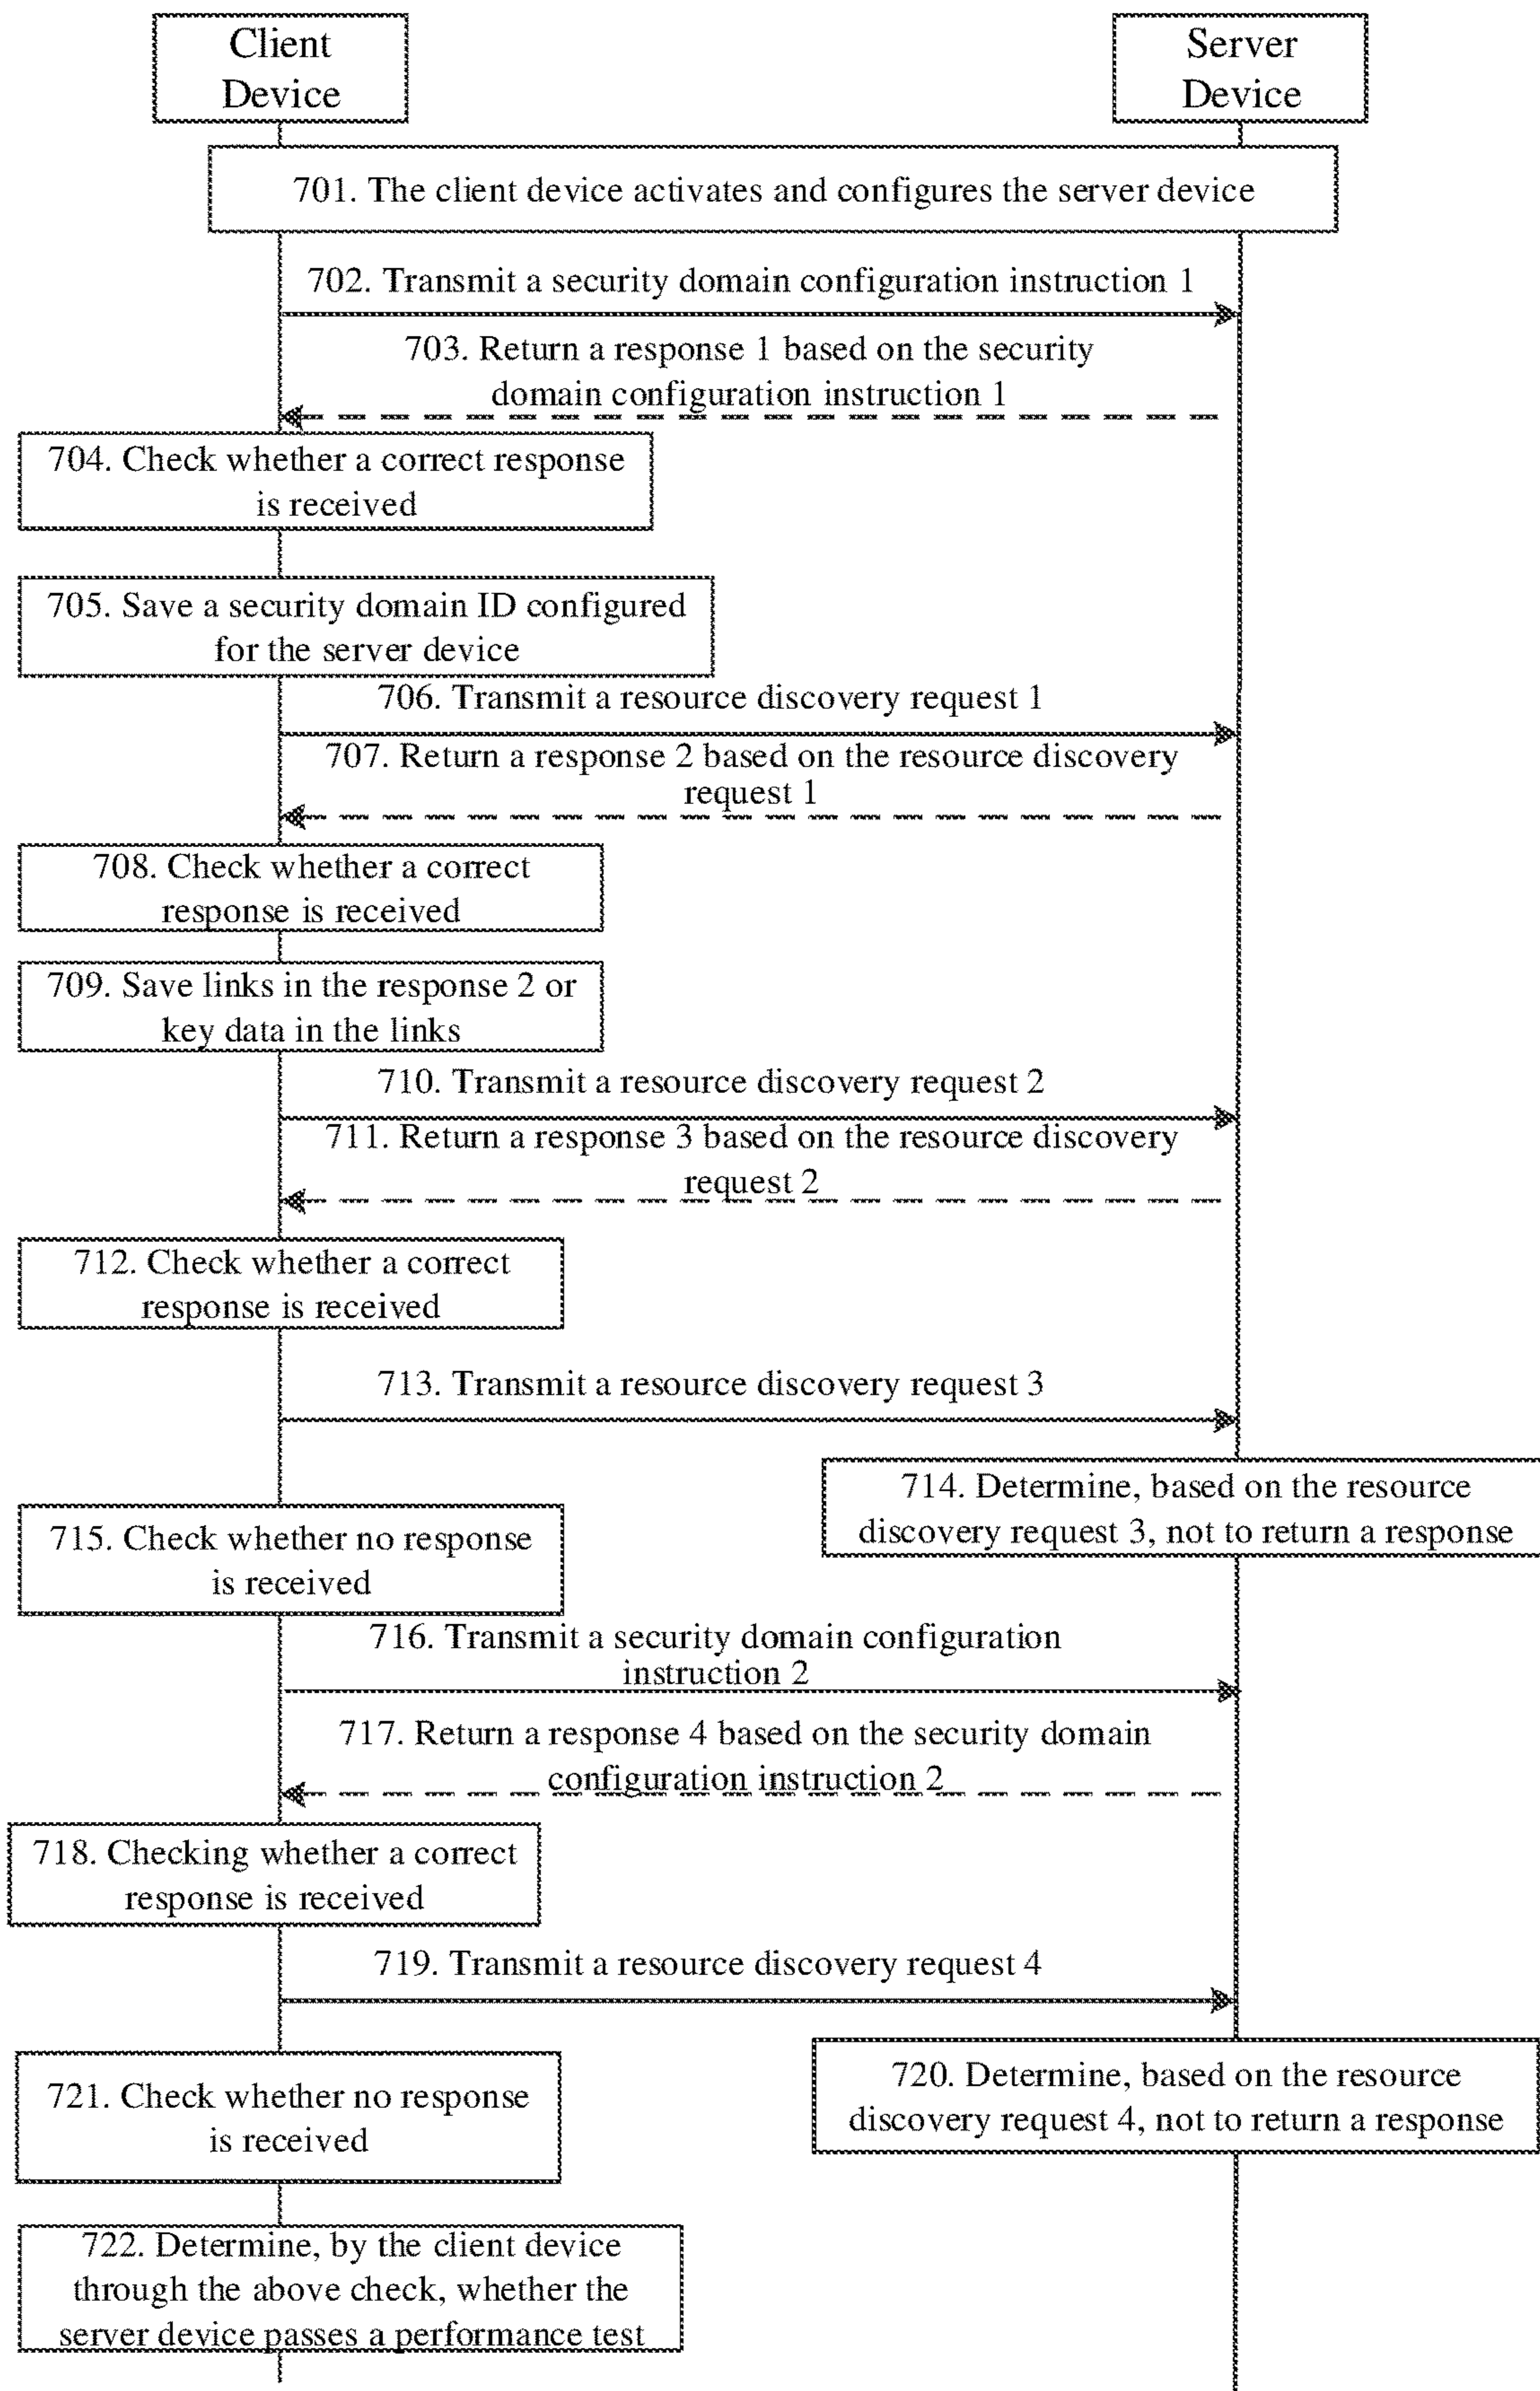 Client
Device
Server
Device
701. The client device activates and configures the server device
702. Transmit a security domain configuration instruction 1
703. Return a response 1 based on the security
domain configuration instruction 1
704. Check whether a correct response
is received
705. Save a security domain ID configured
for the server device
706. Transmit a resource discovery request 1
707. Return a response 2 based on the resource discovery
request 1
708. Check whether a correct
response is received
709. Save links in the response 2 or
key data in the links
710. Transmit a resource discovery request 2
711. Return a response 3 based on the resource discovery
request 2
712. Check whether a correct
response is received
713. Transmit a resource discovery request 3
714. Determine, based on the resource
discovery request 3, not to return a response
715. Check whether no response
is received
716. Transmit a security domain configuration
instruction 2
717. Return a response 4 based on the security domain
configuration instruction 2
718. Checking whether a correct
response is received
719. Transmit a resource discovery request 4
720. Determine, based on the resource
discovery request 4, not to return a response
721. Check whether no response
is received
722. Determine, by the client device
through the above check, whether the
server device passes a performance test